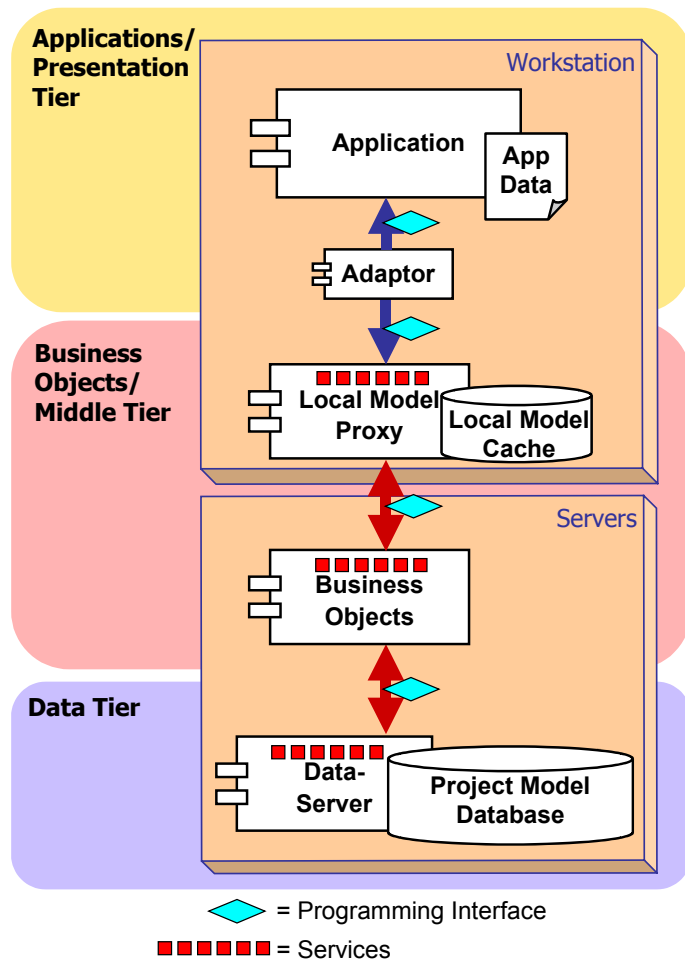 Applications/
Presentation
Tier
Workstation
Application
App
Data
Adaptor
Business
Objects/
Middle Tier
Local Model
Proxy
Local Model
Cache
Servers
Business
Objects
Data Tier
Data-
Server
Project Model
Database
= Programming Interface
= Services